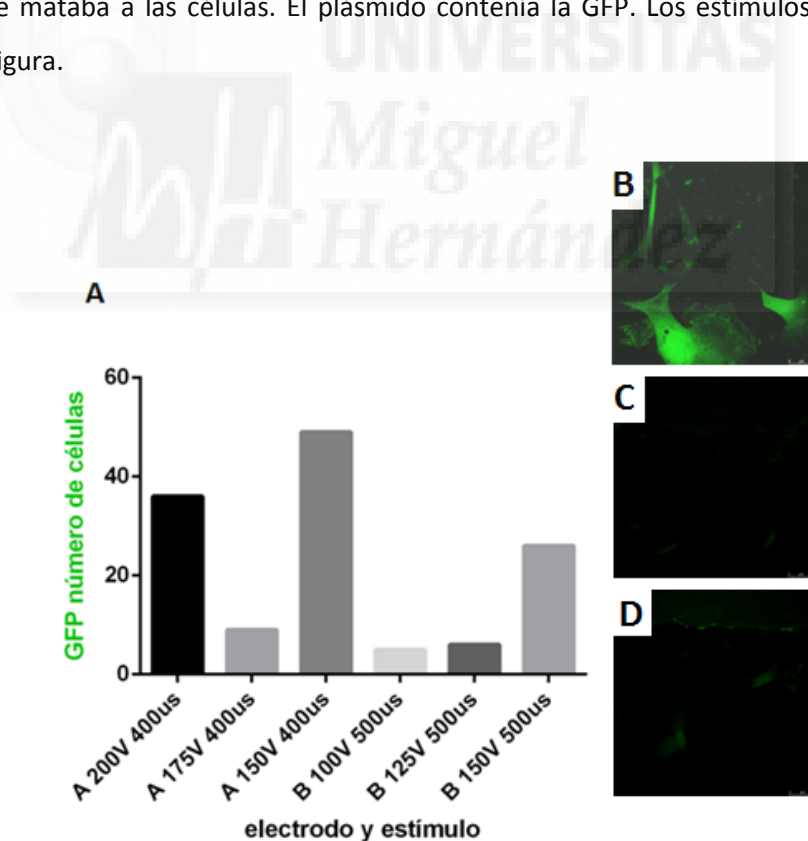 e mataba a las células. El plásmido contenía la GFP. Los estímulos
igura.
UNIVERSITAS
Miguel
Hernández
A
B
C
D
GFP número de células
60
40
20
0
A 200V 400us
A 175V 400us
A 150V 400us
B 100V 500us
B 125V 500us
B 150V 500us
electrodo y estímulo